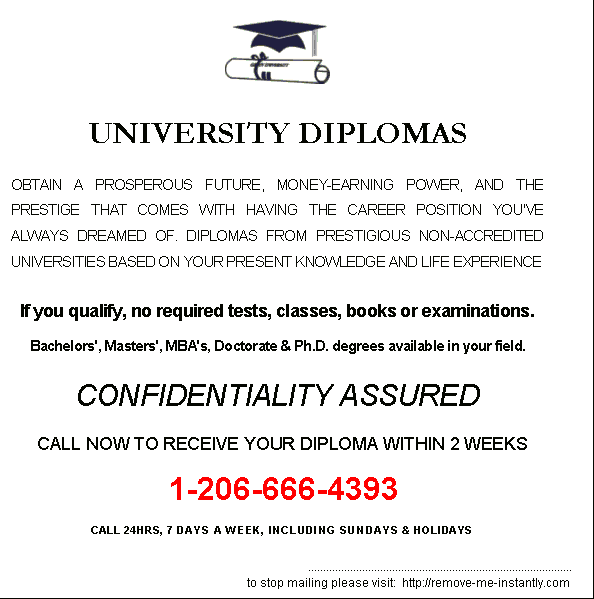 UNIVERSITY DIPLOMAS
OBTAIN A PROSPEROUS FUTURE, MONEY-EARNING POWER, AND THE
PRESTIGE THAT COMES WITH HAVING THE CAREER POSITION YOU'VE
ALWAYS DREAMED OF. DIPLOMAS FROM PRESTIGIOUS NON-ACCREDITED
UNIVERSITIES BASED ON YOUR PRESENT KNOWLEDGE AND LIFE EXPERIENCE
If you qualify, no required tests, classes, books or examinations.
Bachelors', Masters', MBA's, Doctorate & Ph.D. degrees available in your field.
CONFIDENTIALITY ASSURED
CALL NOW TO RECEIVE YOUR DIPLOMA WITHIN 2 WEEKS
1-206-666-4393
CALL 24HRS, 7 DAYS A WEEK, INCLUDING SUNDAYS & HOLIDAYS
to stop mailing please visit: http://remove-me-instantly.com